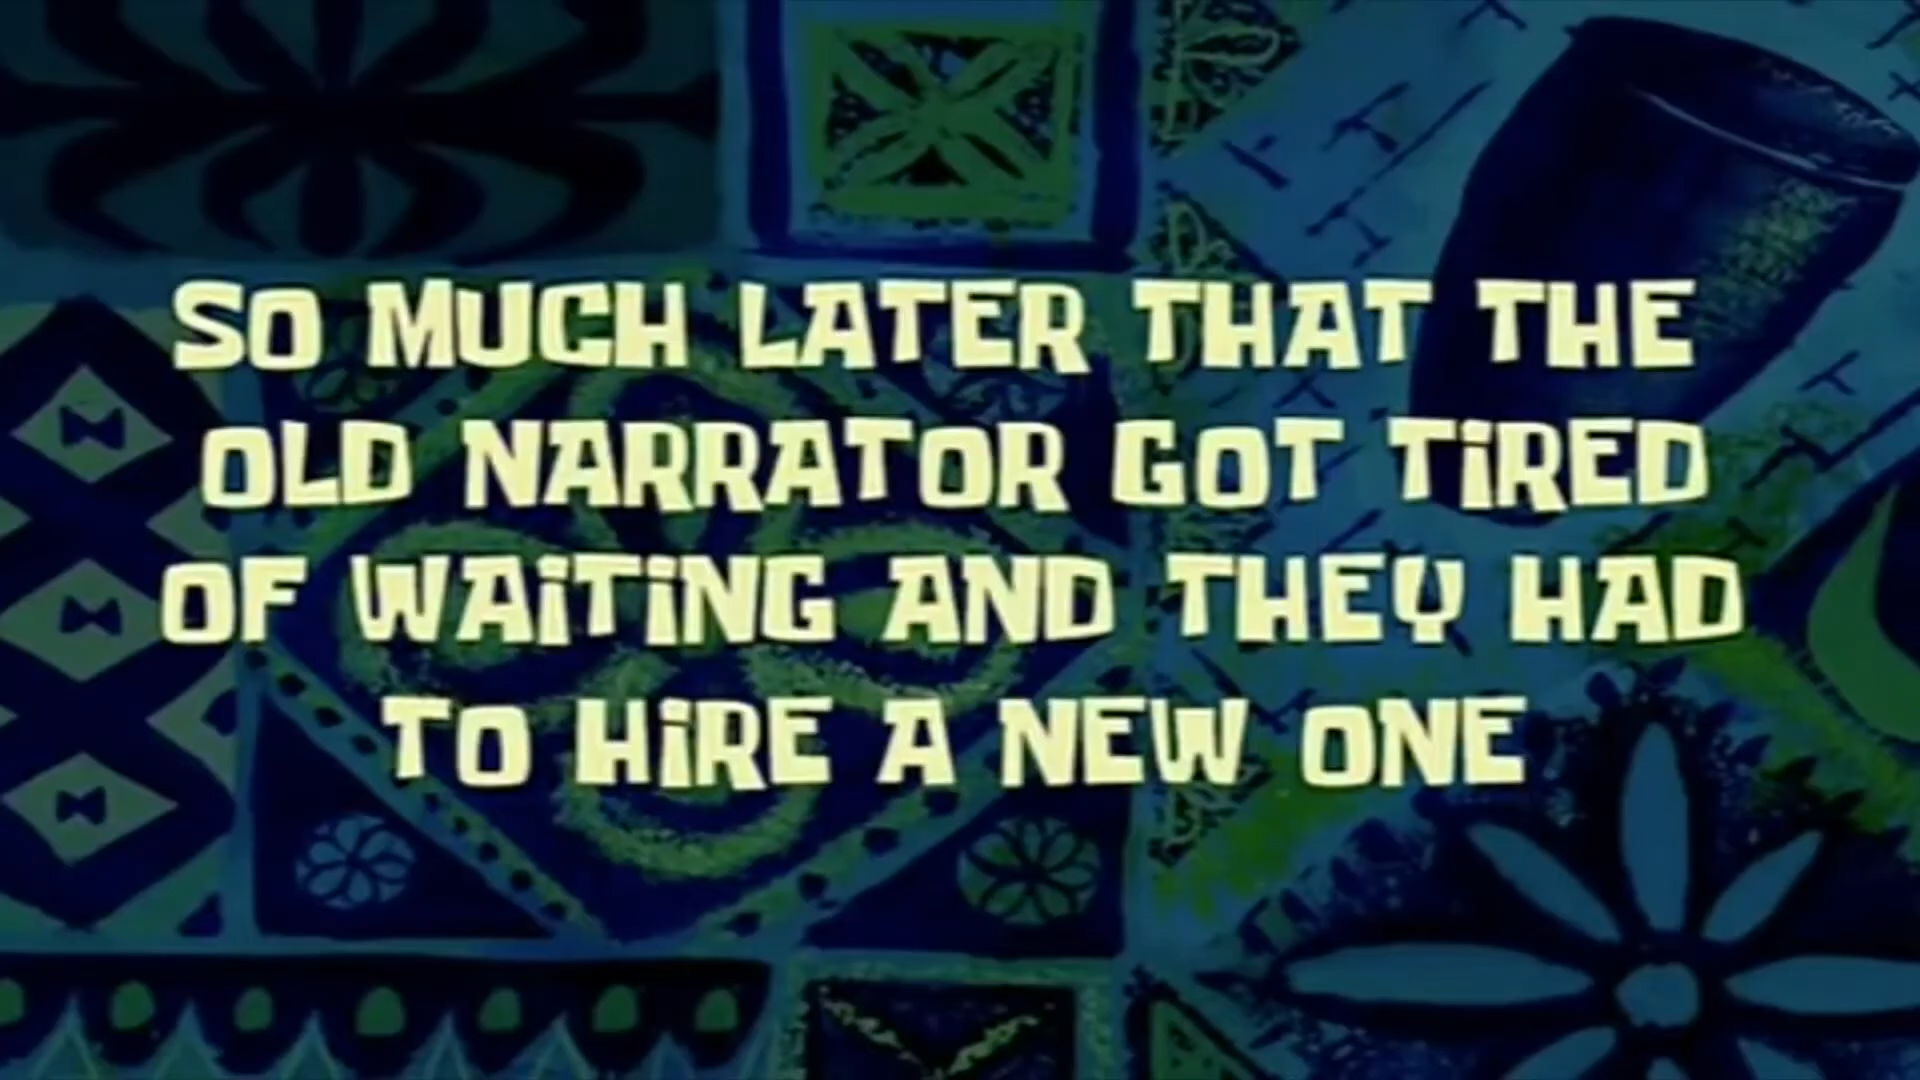 SO MUCH LATER THAT THE
OLD NARRATOR GOT TiRED
OF WAiTiNG AND THEY HAD
TO HiRE A NEW ONE